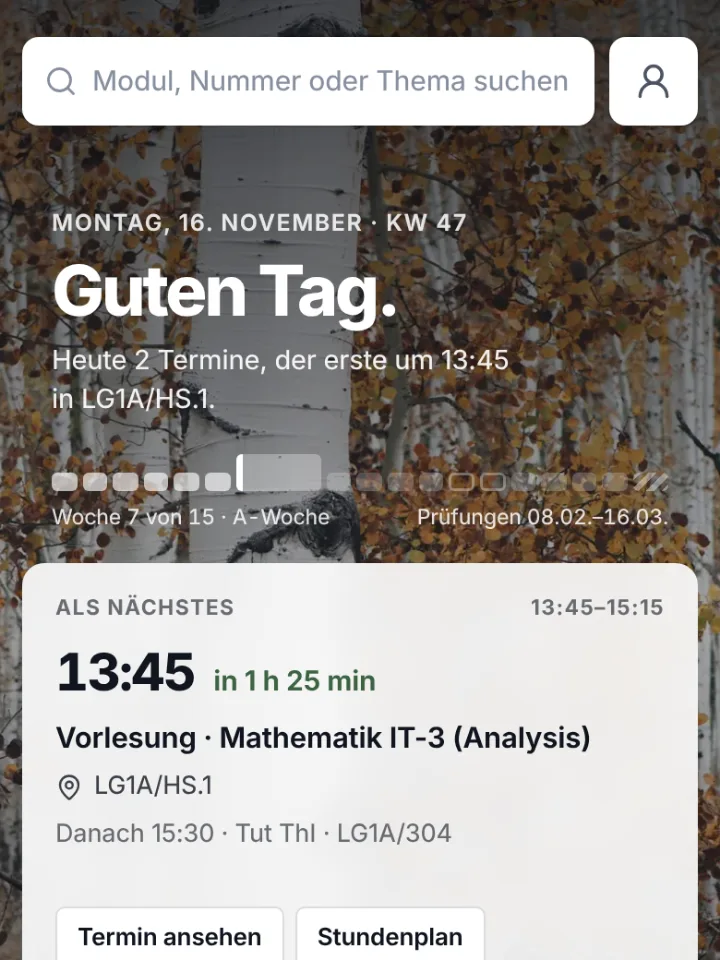 Modul, Nummer oder Thema suchen
MONTAG, 16. NOVEMBER · KW 47
Guten Tag.
Heute 2 Termine, der erste um 13:45
in LG1A/HS.1.
Woche 7 von 15 · A-Woche
Prüfungen 08.02.–16.03.
ALS NÄCHSTES
13:45–15:15
13:45 in 1 h 25 min
Vorlesung · Mathematik IT-3 (Analysis)
LG1A/HS.1
Danach 15:30 · Tut ThI · LG1A/304
Termin ansehen
Stundenplan